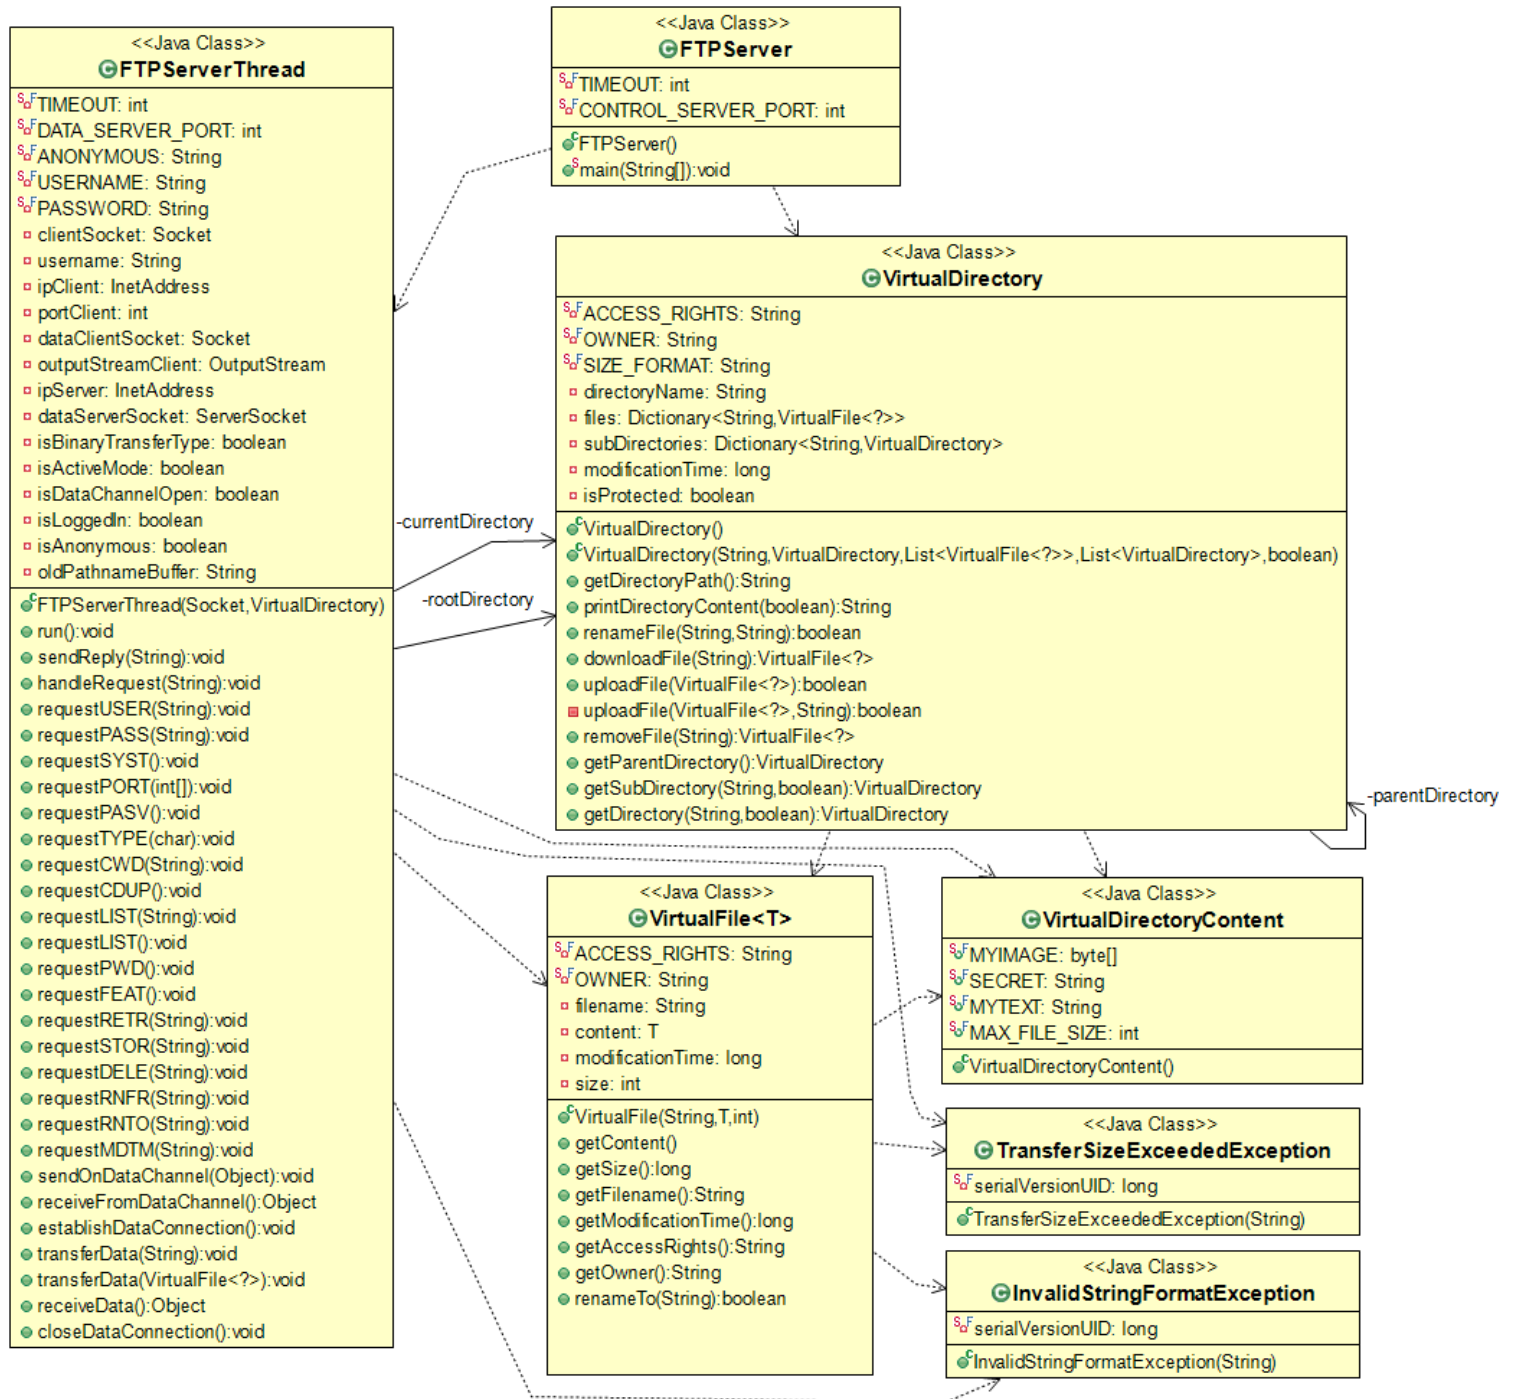 <<Java Class>>
FTPServerThread
TIMEOUT: int
DATA_SERVER_PORT: int
ANONYMOUS: String
USERNAME: String
PASSWORD: String
clientSocket: Socket
username: String
ipClient: InetAddress
portClient: int
dataClientSocket: Socket
outputStreamClient: OutputStream
ipServer: InetAddress
dataServerSocket: ServerSocket
isBinaryTransferType: boolean
isActiveMode: boolean
isDataChannelOpen: boolean
isLoggedIn: boolean
isAnonymous: boolean
oldPathnameBuffer: String
FTPServerThread(Socket,VirtualDirectory)
run():void
sendReply(String):void
handleRequest(String):void
requestUSER(String):void
requestPASS(String):void
requestSYST():void
requestPORT(int[]):void
requestPASV():void
requestTYPE(char):void
requestCWD(String):void
requestCDUP():void
requestLIST(String):void
requestLIST():void
requestPWD():void
requestFEAT():void
requestRETR(String):void
requestSTOR(String):void
requestDELE(String):void
requestRNFR(String):void
requestRNTO(String):void
requestMDTM(String):void
sendOnDataChannel(Object):void
receiveFromDataChannel():Object
establishDataConnection():void
transferData(String):void
transferData(VirtualFile<?>):void
receiveData():Object
closeDataConnection():void
<<Java Class>>
FTPServer
TIMEOUT: int
CONTROL_SERVER_PORT: int
FTPServer()
main(String[]):void
<<Java Class>>
VirtualDirectory
ACCESS_RIGHTS: String
OWNER: String
SIZE_FORMAT: String
directoryName: String
files: Dictionary<String,VirtualFile<?>>
subDirectories: Dictionary<String,VirtualDirectory>
modificationTime: long
isProtected: boolean
VirtualDirectory()
VirtualDirectory(String,VirtualDirectory,List<VirtualFile<?>>,List<VirtualDirectory>,boolean)
getDirectoryPath():String
printDirectoryContent(boolean):String
renameFile(String,String):boolean
downloadFile(String):VirtualFile<?>
uploadFile(VirtualFile<?>):boolean
uploadFile(VirtualFile<?>,String):boolean
removeFile(String):VirtualFile<?>
getParentDirectory():VirtualDirectory
getSubDirectory(String,boolean):VirtualDirectory
getDirectory(String,boolean):VirtualDirectory
-currentDirectory
-rootDirectory
-parentDirectory
<<Java Class>>
VirtualFile<T>
ACCESS_RIGHTS: String
OWNER: String
filename: String
content: T
modificationTime: long
size: int
VirtualFile(String,T,int)
getContent()
getSize():long
getFilename():String
getModificationTime():long
getAccessRights():String
getOwner():String
renameTo(String):boolean
<<Java Class>>
VirtualDirectoryContent
MYIMAGE: byte[]
SECRET: String
MYTEXT: String
MAX_FILE_SIZE: int
VirtualDirectoryContent()
<<Java Class>>
TransferSizeExceededException
serialVersionUID: long
TransferSizeExceededException(String)
<<Java Class>>
InvalidStringFormatException
serialVersionUID: long
InvalidStringFormatException(String)